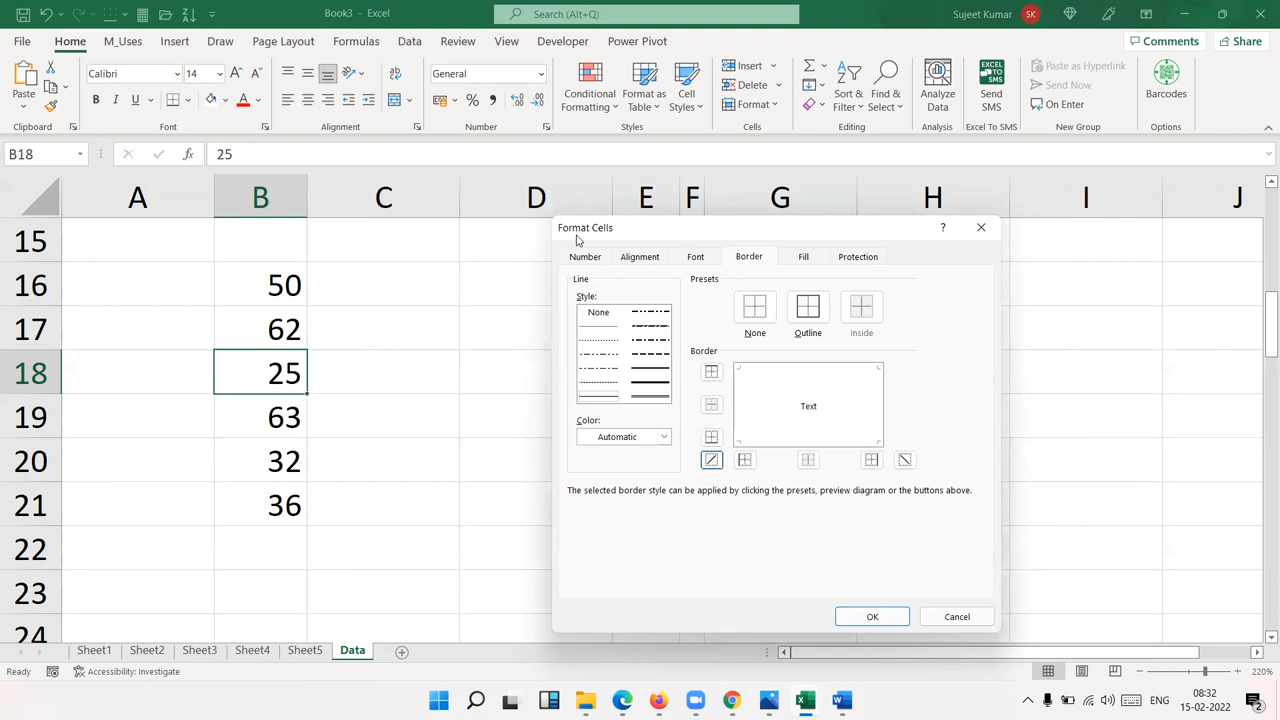 Book3 - Excel
Search (Alt+Q)
Sujeet Kumar
SK
File Home M_Uses Insert Draw Page Layout Formulas Data Review View Developer Help Power Pivot
Comments Share
Paste
Calibri 14
B I U A
General
Conditional Formatting
Format as Table
Cell Styles
Insert
Delete
Format
Sort & Filter
Find & Select
Analyze Data
Send SMS
Paste as Hyperlink
Send Now
On Enter
Barcodes
Clipboard Font Alignment Number Styles Cells Editing Analysis Excel To SMS New Group Options
B18 fx 25
A B C D E F G H I J
15
16 50
17 62
18 25
19 63
20 32
21 36
22
23
24
Format Cells
? 
Number Alignment Font Border Fill Protection
Line
Style:
None
Color:
Automatic
Presets
None Outline Inside
Border
Text
The selected border style can be applied by clicking the presets, preview diagram or the buttons above.
OK Cancel
Sheet1 Sheet2 Sheet3 Sheet4 Sheet5 Data
Ready Accessibility: Investigate
220%
ENG
08:32
15-02-2022
2